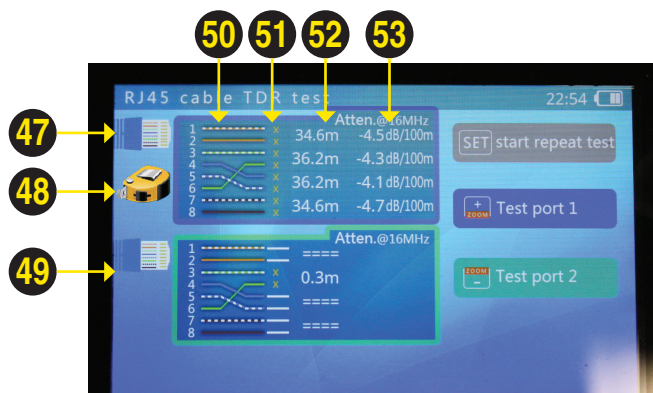 50 51 52 53
RJ45 cable TDR test 22:54
47
48
49
Atten.@16MHz
1
2
3
4
5
6
7
8
34.6m -4.5dB/100m
36.2m -4.3dB/100m
36.2m -4.1dB/100m
34.6m -4.7dB/100m
SET start repeat test
+
ZOOM
Test port 1
Atten.@16MHz
1
2
3
4
5
6
7
8
====
0.3m
====
====
ZOOM
-
Test port 2